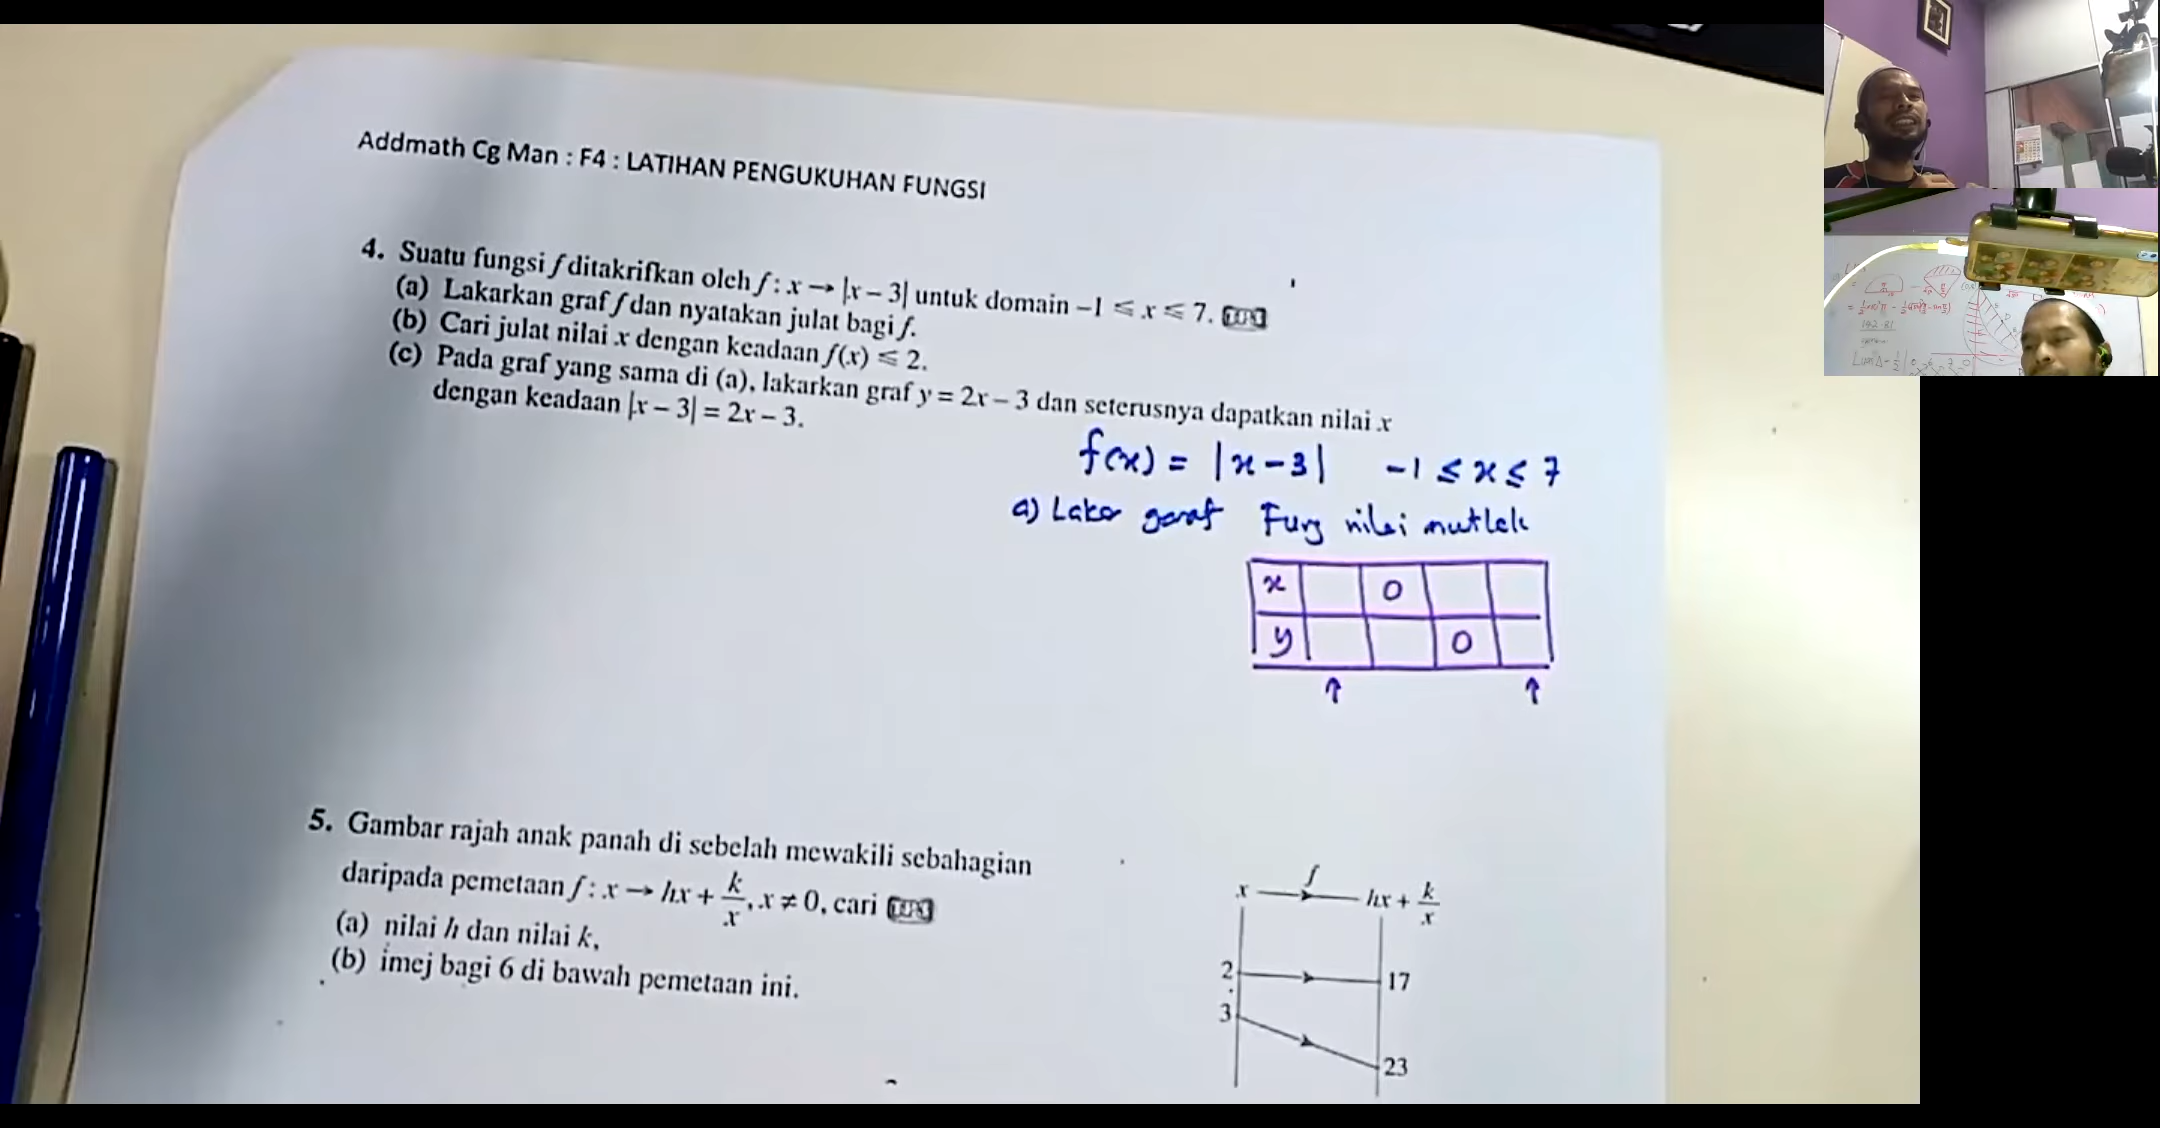 Addmath Cg Man : F4 : LATIHAN PENGUKUHAN FUNGSI
4. Suatu fungsi f ditakrifkan oleh f : x → |x – 3| untuk domain –1 ⩽ x ⩽ 7.
(a) Lakarkan graf f dan nyatakan julat bagi f.
(b) Cari julat nilai x dengan keadaan f(x) ⩽ 2.
(c) Pada graf yang sama di (a), lakarkan graf y = 2x – 3 dan seterusnya dapatkan nilai x
dengan keadaan |x – 3| = 2x – 3.
f(x) = |x – 3| –1 ≤ x ≤ 7
a) Lakar graf Fung nilai mutlak
x 0
y 0
↑ ↑
5. Gambar rajah anak panah di sebelah mewakili sebahagian
daripada pemetaan f : x → hx + k/x, x ≠ 0, cari
(a) nilai h dan nilai k,
(b) imej bagi 6 di bawah pemetaan ini.
f
x hx + k/x
2 17
3
23